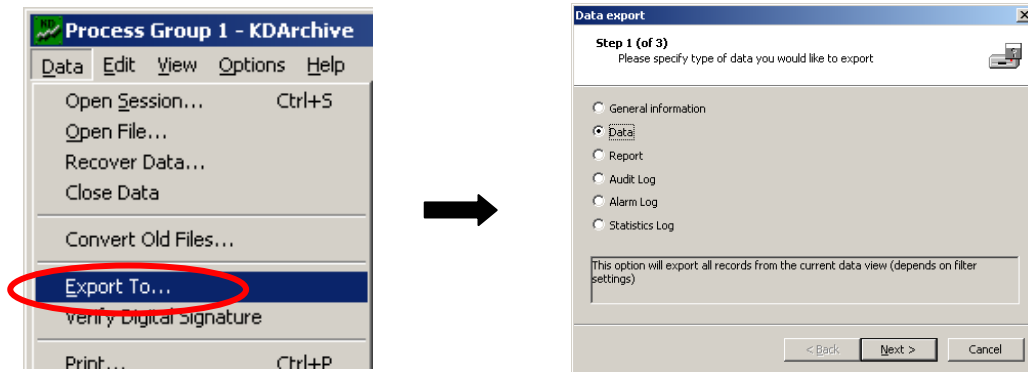 Process Group 1 - KDArchive
Data Edit View Options Help
Open Session... Ctrl+S
Open File...
Recover Data...
Close Data
Convert Old Files...
Export To...
Verify Digital Signature
Print... Ctrl+P
Data export
Step 1 (of 3)
Please specify type of data you would like to export
General information
Data
Report
Audit Log
Alarm Log
Statistics Log
This option will export all records from the current data view (depends on filter
settings)
< Back Next > Cancel